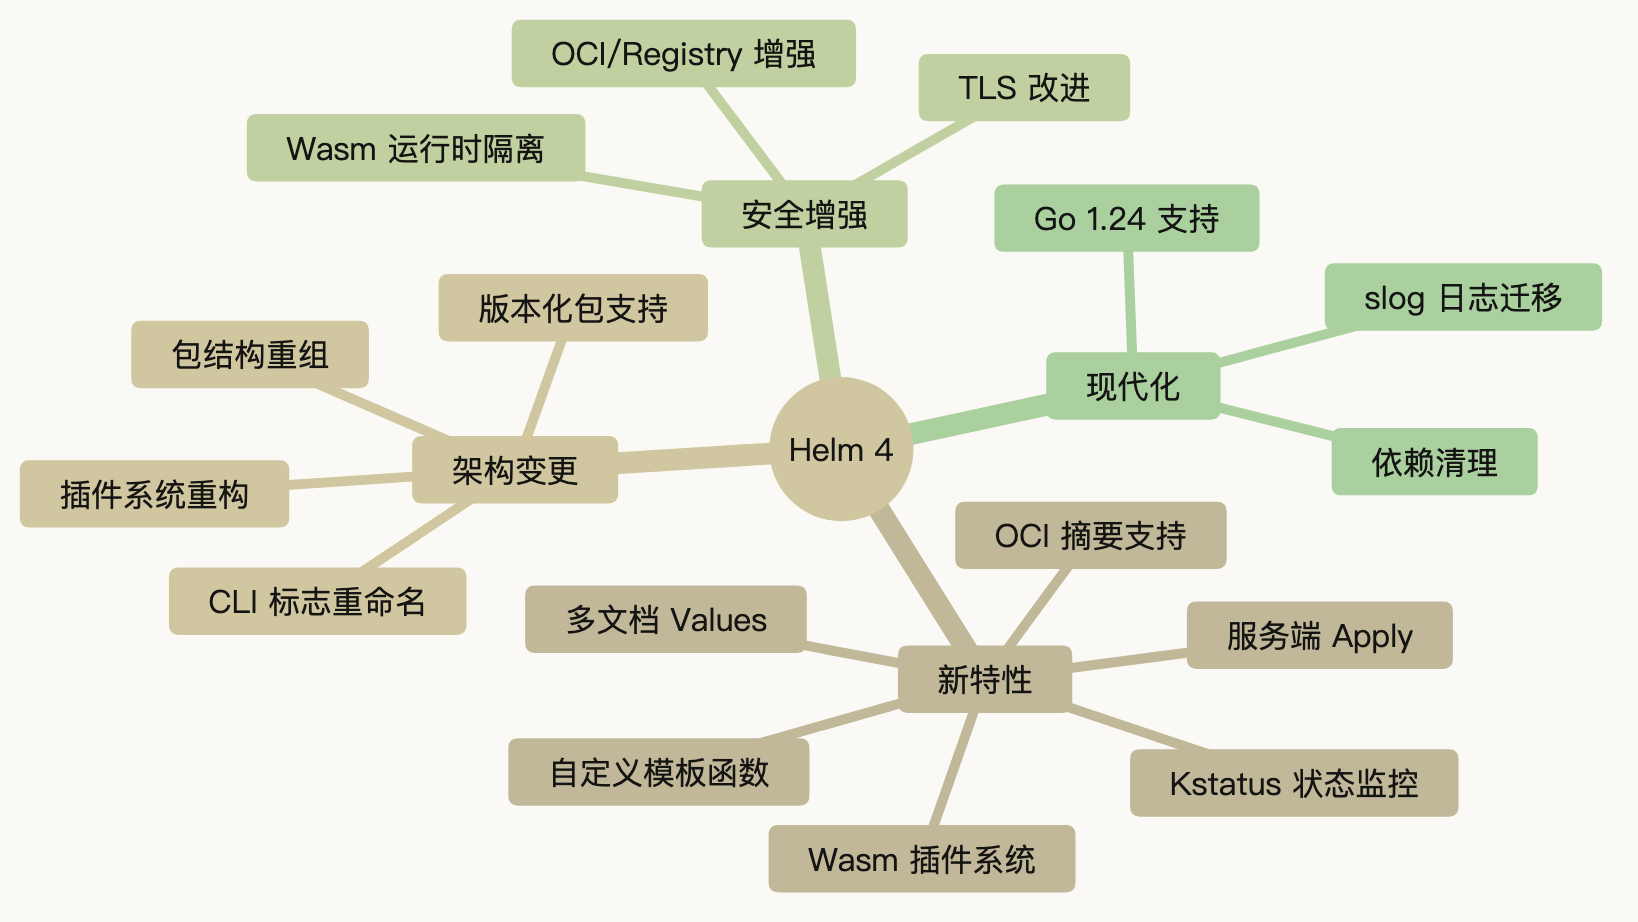 OCI/Registry 增强
TLS 改进
Wasm 运行时隔离
安全增强
Go 1.24 支持
slog 日志迁移
现代化
依赖清理
版本化包支持
包结构重组
架构变更
插件系统重构
CLI 标志重命名
Helm 4
OCI 摘要支持
多文档 Values
服务端 Apply
新特性
自定义模板函数
Kstatus 状态监控
Wasm 插件系统